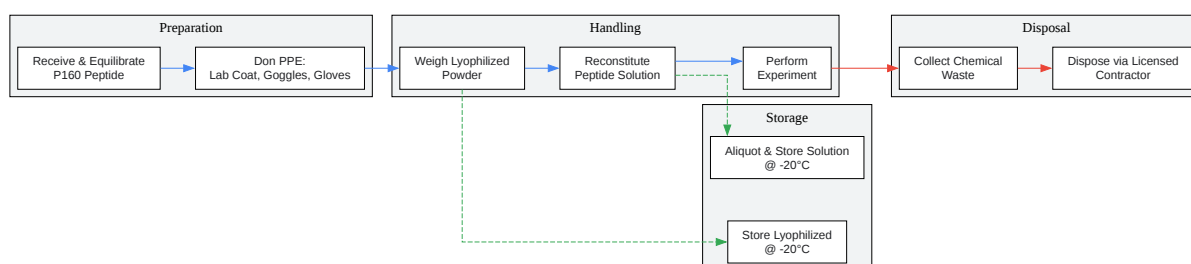 Preparation
Receive & Equilibrate
P160 Peptide
Don PPE:
Lab Coat, Goggles, Gloves
Handling
Weigh Lyophilized
Powder
Reconstitute
Peptide Solution
Perform
Experiment
Disposal
Collect Chemical
Waste
Dispose via Licensed
Contractor
Storage
Aliquot & Store Solution
@ -20°C
Store Lyophilized
@ -20°C